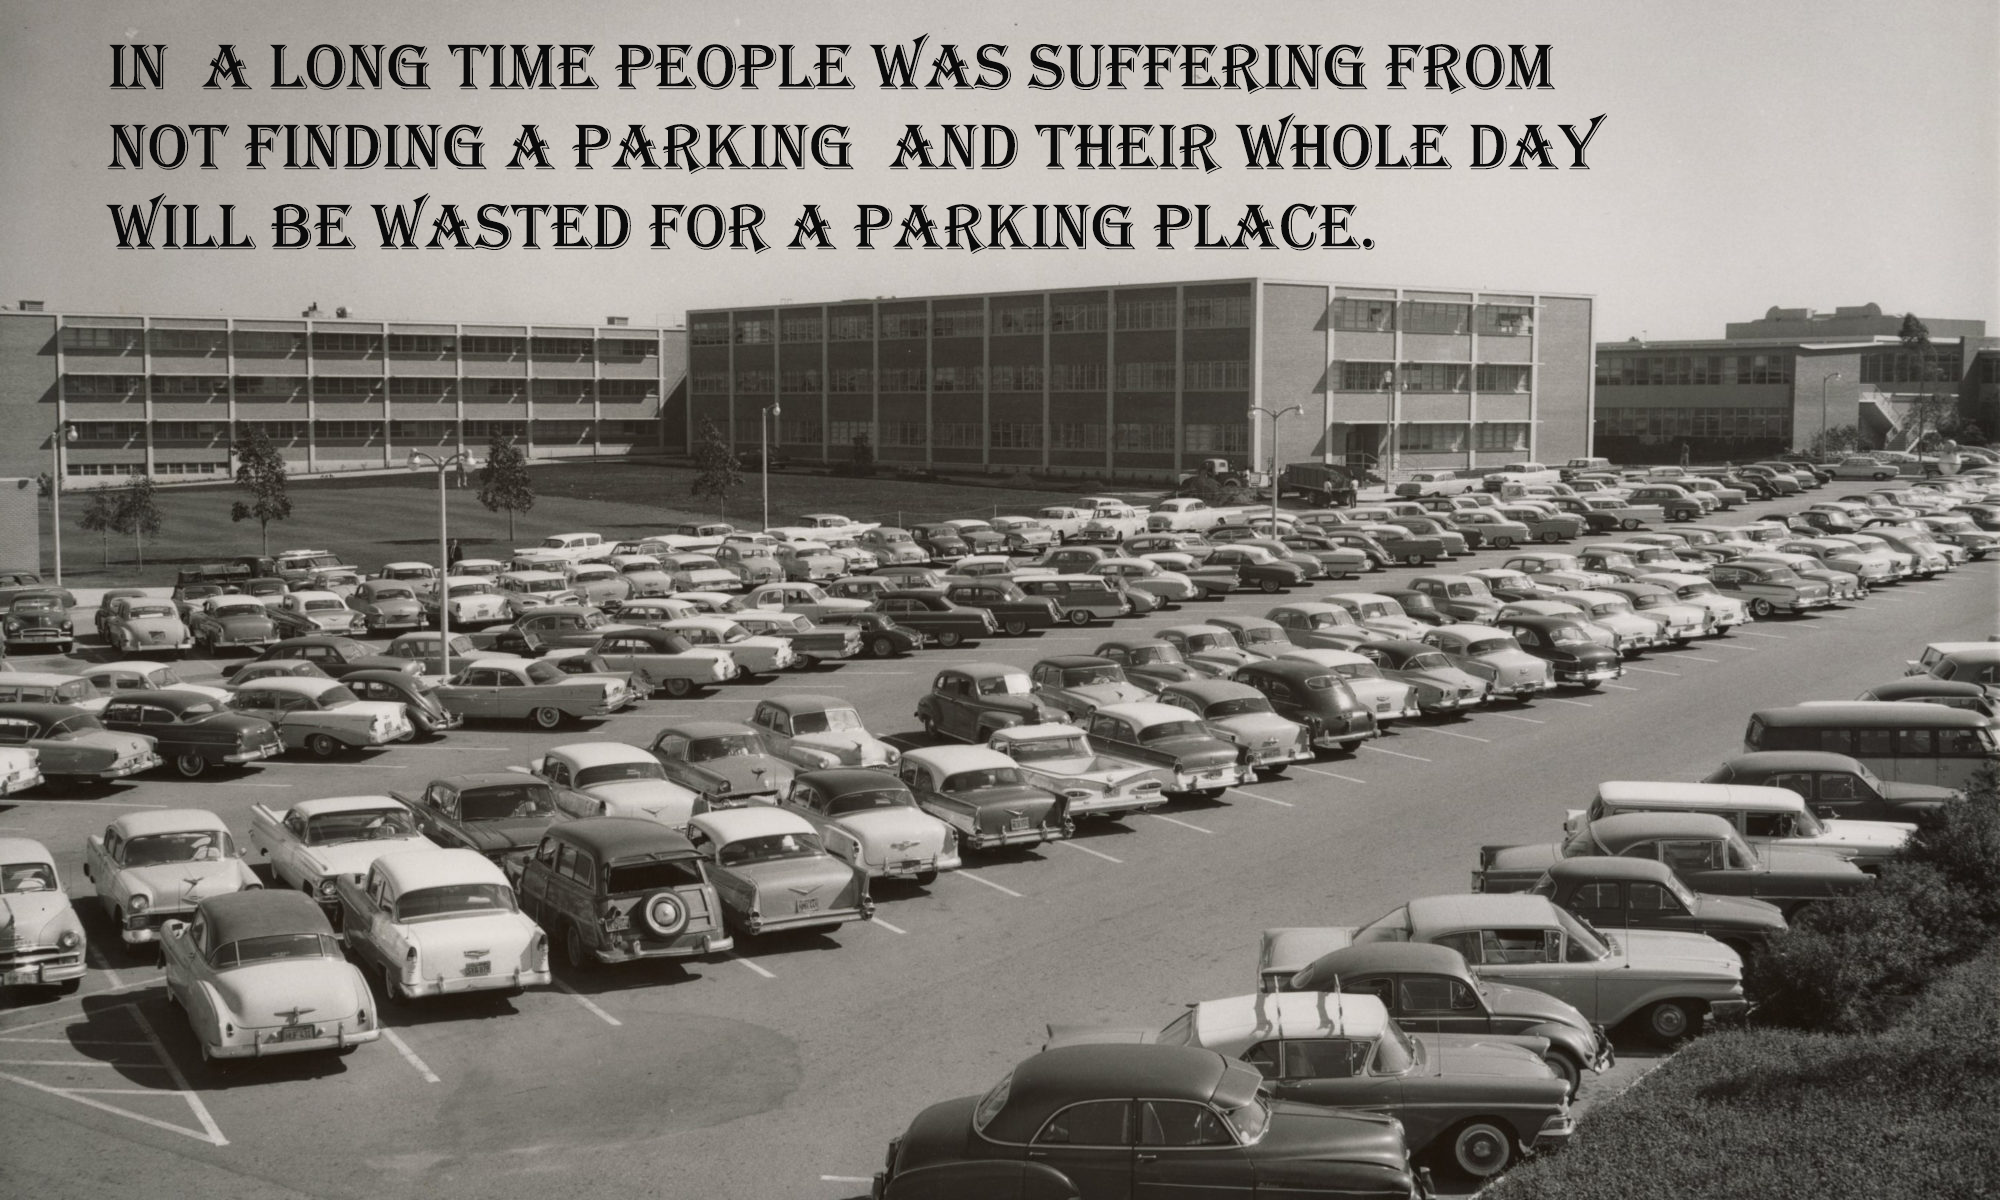 IN A LONG TIME PEOPLE WAS SUFFERING FROM
NOT FINDING A PARKING AND THEIR WHOLE DAY
WILL BE WASTED FOR A PARKING PLACE.